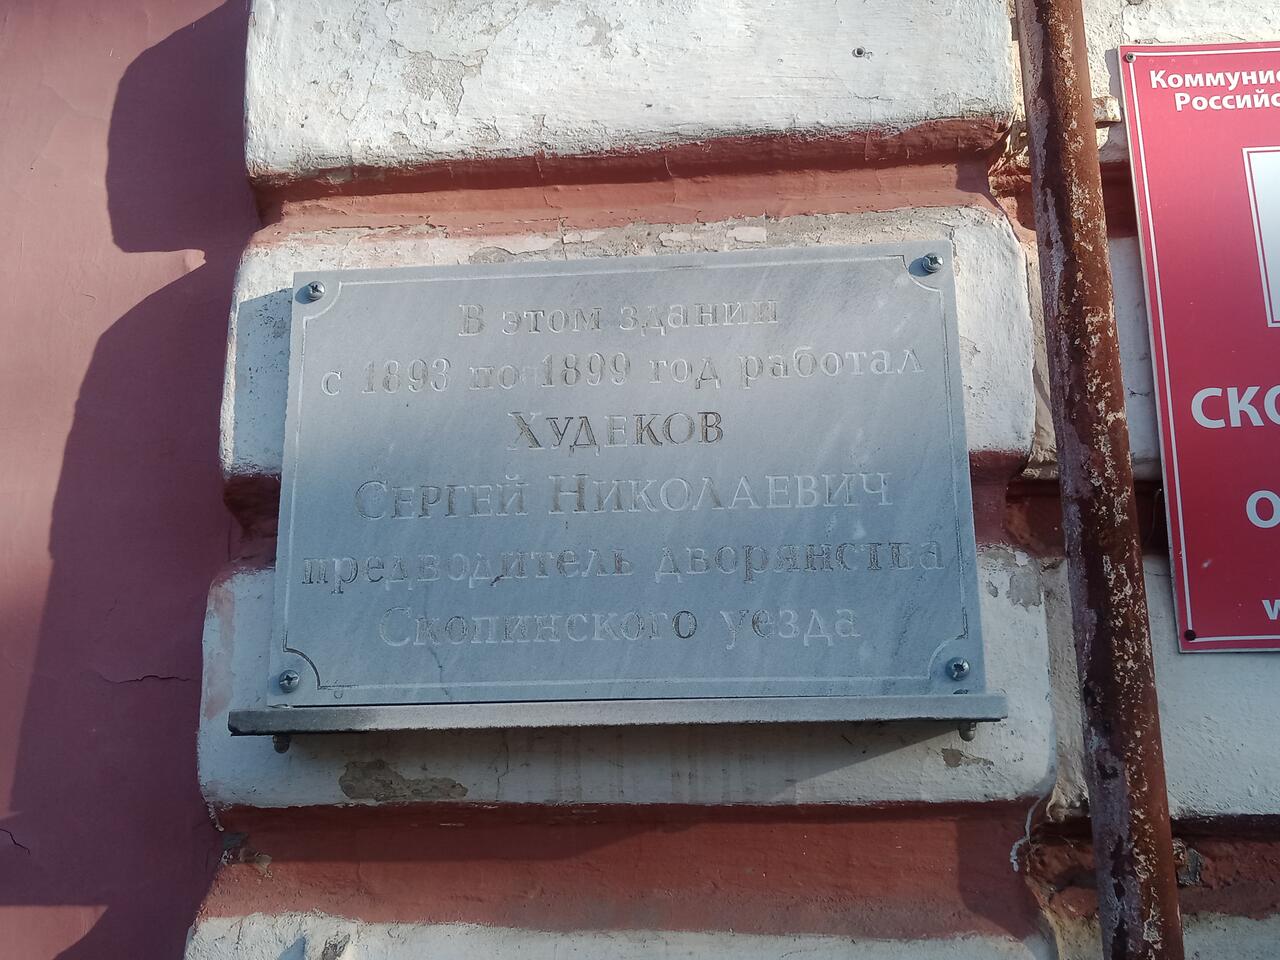 В этом здании
с 1893 по 1899 год работал
Худеков
Сергей Николаевич
предводитель дворянства
Скопинского уезда
Коммунис
Российс
СКО
О
w